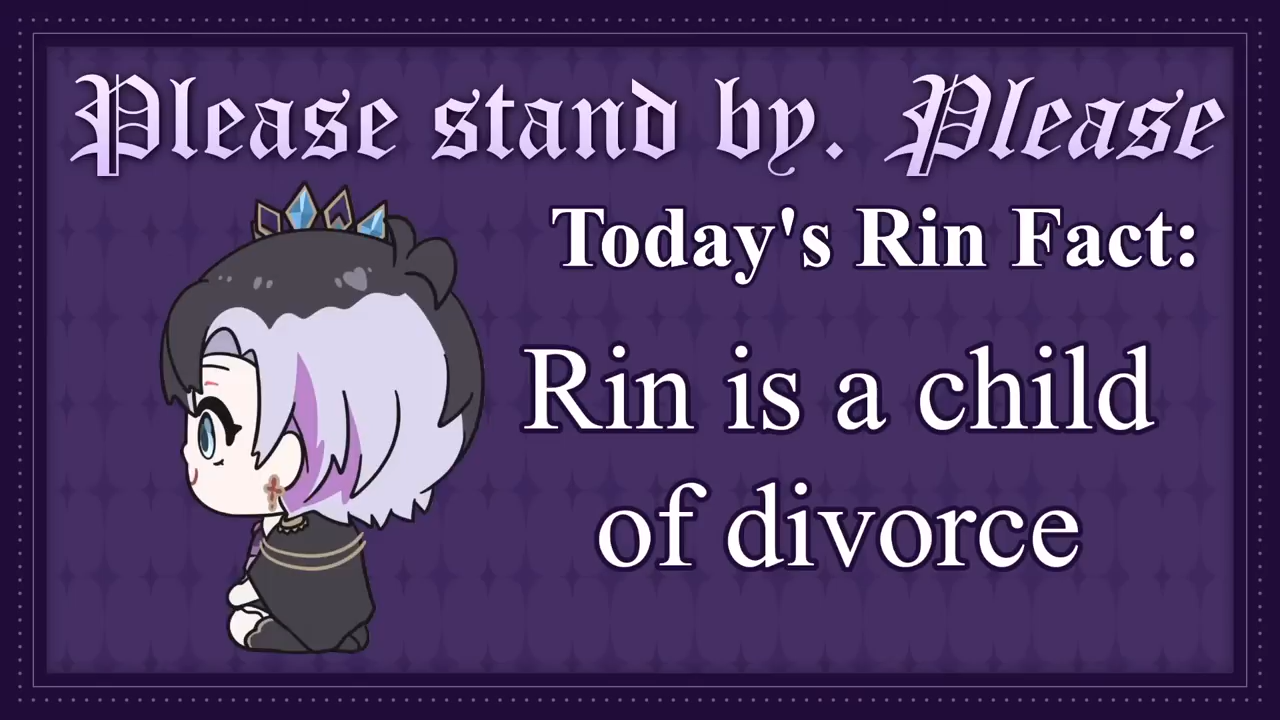 Please stand by. Please
Today's Rin Fact:
Rin is a child
of divorce